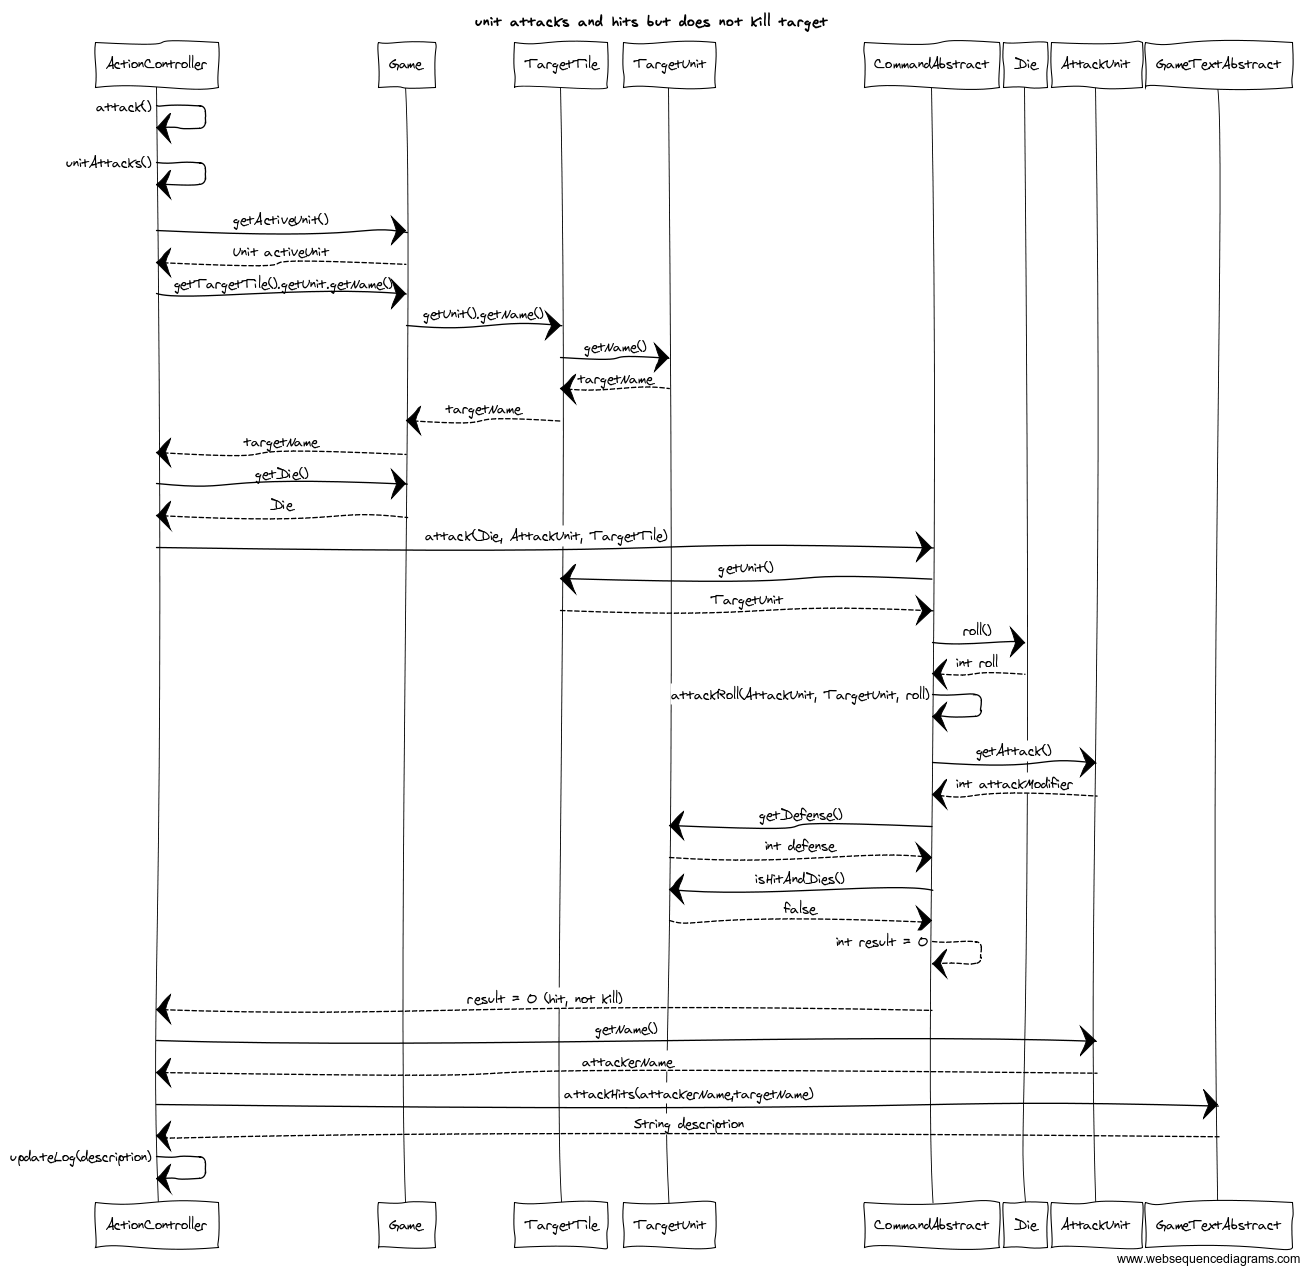 unit attacks and hits but does not kill target
ActionController
Game
TargetTile
TargetUnit
CommandAbstract
Die
AttackUnit
GameTextAbstract
attack()
unitAttacks()
getActiveUnit()
Unit activeUnit
getTargetTile().getUnit.getName()
getUnit().getName()
getName()
targetName
targetName
targetName
getDie()
Die
attack(Die, AttackUnit, TargetTile)
getUnit()
TargetUnit
roll()
int roll
attackRoll(AttackUnit, TargetUnit, roll)
getAttack()
int attackModifier
getDefense()
int defense
isHitAndDies()
false
int result = 0
result = 0 (hit, not kill)
getName()
attackerName
attackHits(attackerName,targetName)
String description
updateLog(description)
ActionController
Game
TargetTile
TargetUnit
CommandAbstract
Die
AttackUnit
GameTextAbstract
www.websequencediagrams.com